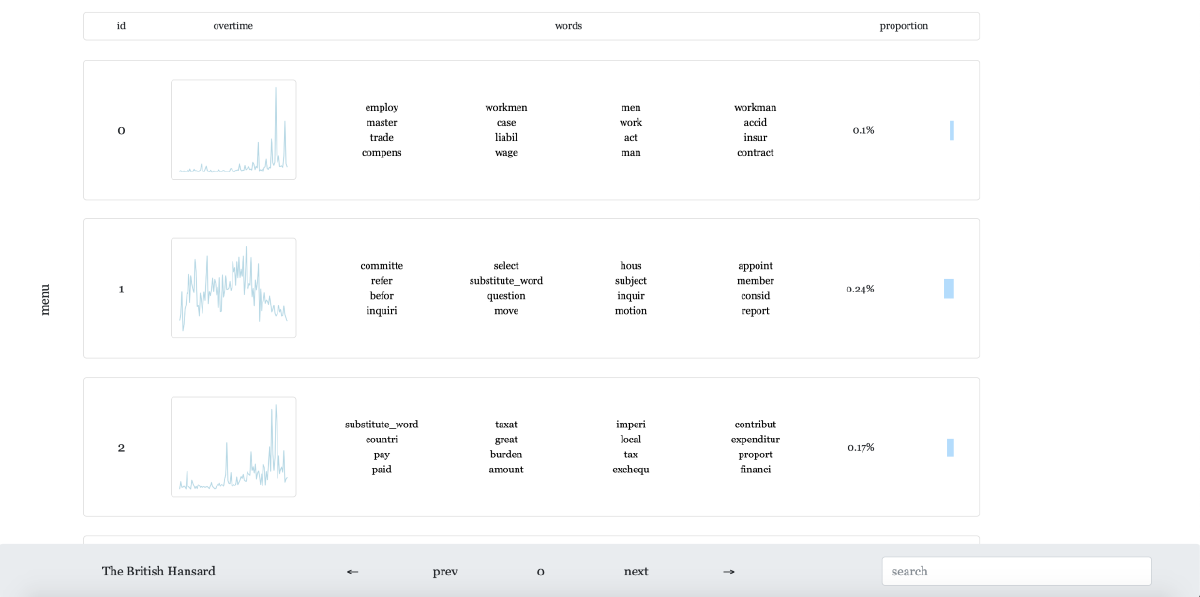 id overtime words proportion
0
employ workmen men workman
master case work accid
trade liabil act insur
compens wage man contract
0.1%
menu
1
committe select hous appoint
refer substitute_word subject member
befor question inquir consid
inquiri move motion report
0.24%
2
substitute_word taxat imperi contribut
countri great local expenditur
pay burden tax proport
paid amount exchequ financi
0.17%
The British Hansard ← prev 0 next → search